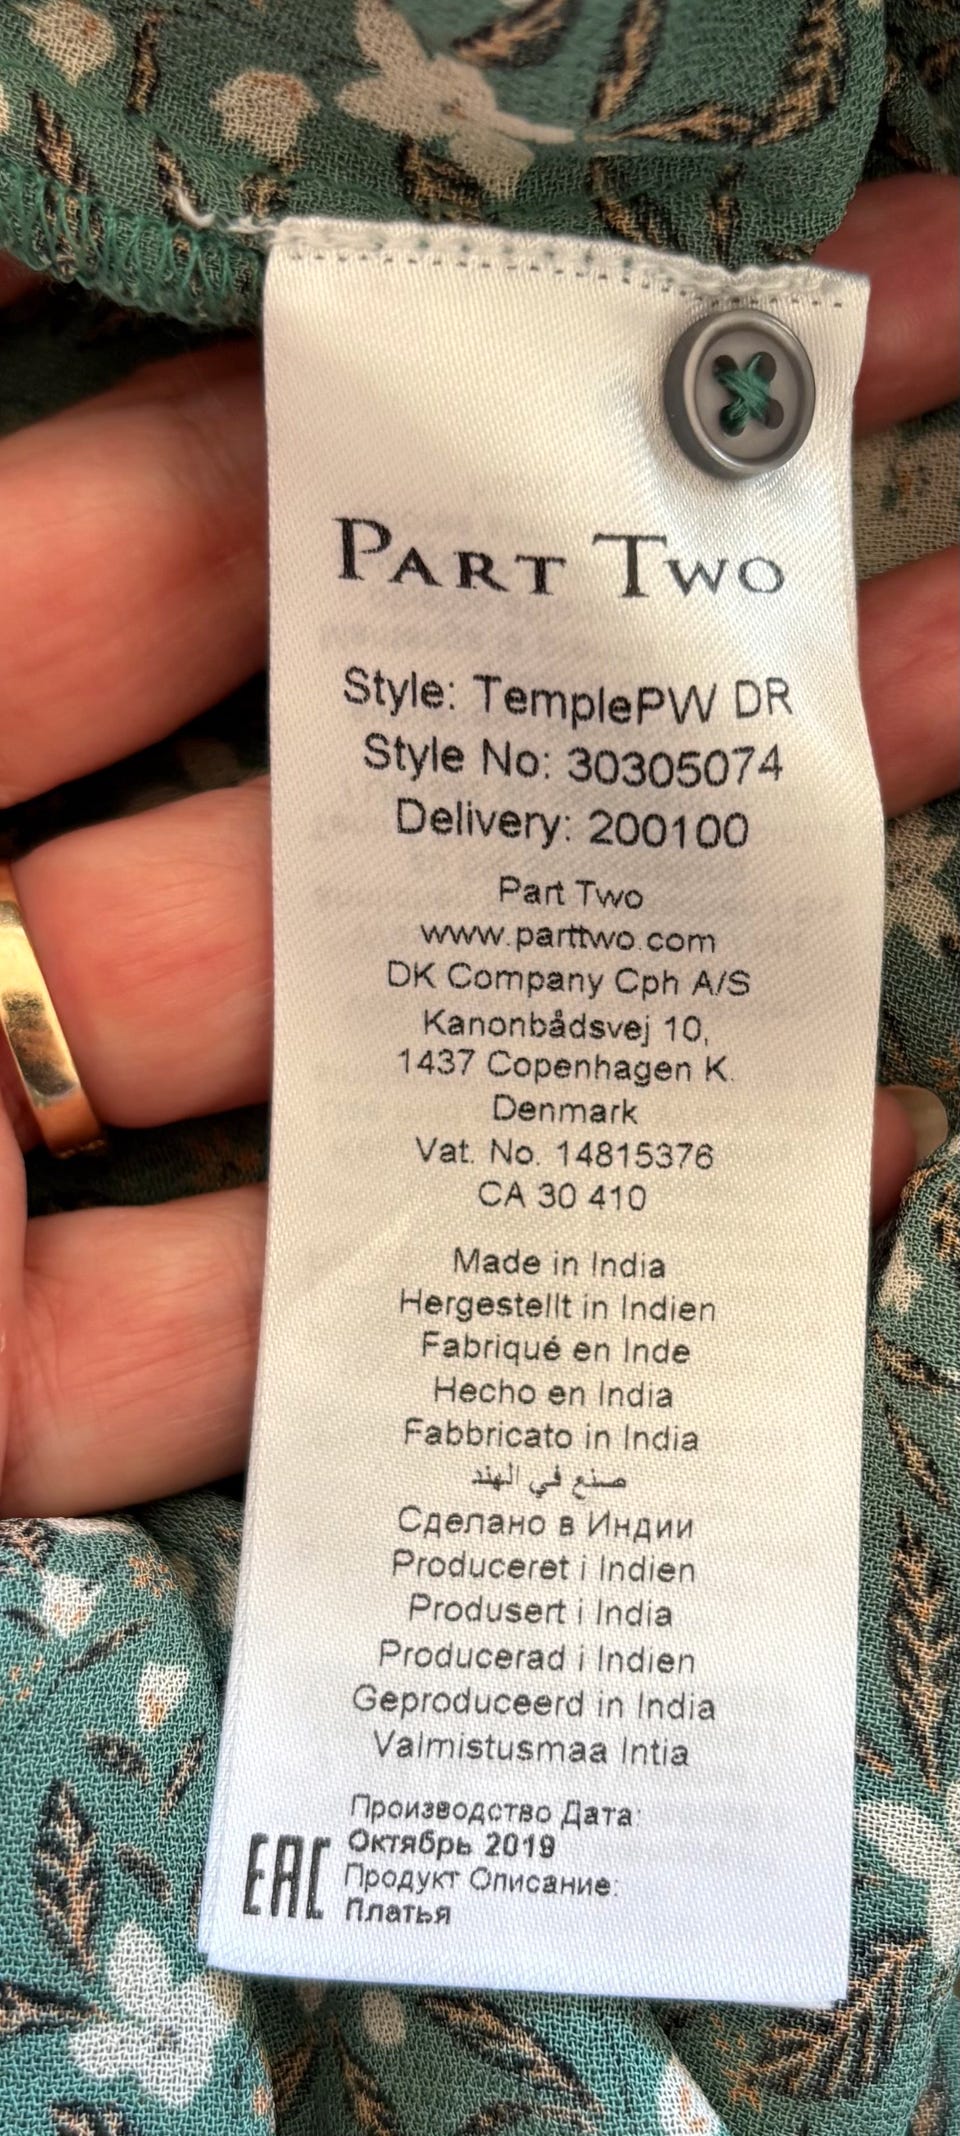 PART TWO
Style: TemplePW DR
Style No: 30305074
Delivery: 200100
Part Two
www.parttwo.com
DK Company Cph A/S
Kanonbådsvej 10,
1437 Copenhagen K.
Denmark
Vat. No. 14815376
CA 30 410
Made in India
Hergestellt in Indien
Fabriqué en Inde
Hecho en India
Fabbricato in India
صنع في الهند
Сделано в Индии
Produceret i Indien
Produsert i India
Producerad i Indien
Geproduceerd in India
Valmistusmaa Intia
Производство Дата:
Октябрь 2019
EAC
Продукт Описание:
Платья